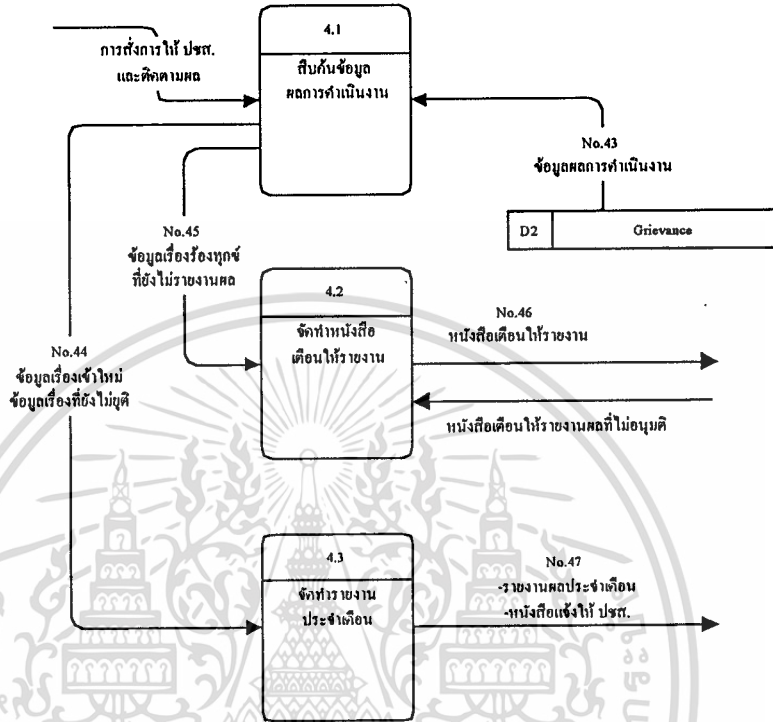 4.1
การสั่งการให้ ปชส.
และติดตามผล
สืบค้นข้อมูล
ผลการดำเนินงาน
No.43
ข้อมูลผลการดำเนินงาน
D2 Grievance
No.45
ข้อมูลเรื่องร้องทุกข์
ที่ยังไม่รายงานผล
4.2
จัดทำหนังสือ
เตือนให้รายงาน
No.46
หนังสือเตือนให้รายงาน
หนังสือเตือนให้รายงานผลที่ไม่อนุมติ
No.44
ข้อมูลเรื่องเข้าใหม่
ข้อมูลเรื่องที่ยังไม่ยุติ
4.3
จัดทำรายงาน
ประจำเดือน
No.47
-รายงานผลประจำเดือน
-หนังสือแจ้งให้ ปชส.